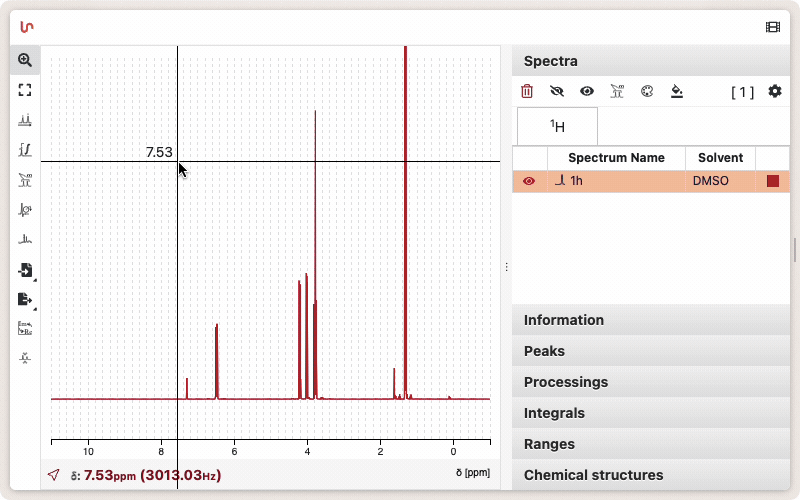 Spectra
[ 1 ]
1H
Spectrum Name Solvent
1h DMSO
7.53
10 8 6 4 2 0
δ [ppm]
δ: 7.53ppm (3013.03Hz)
Information
Peaks
Processings
Integrals
Ranges
Chemical structures